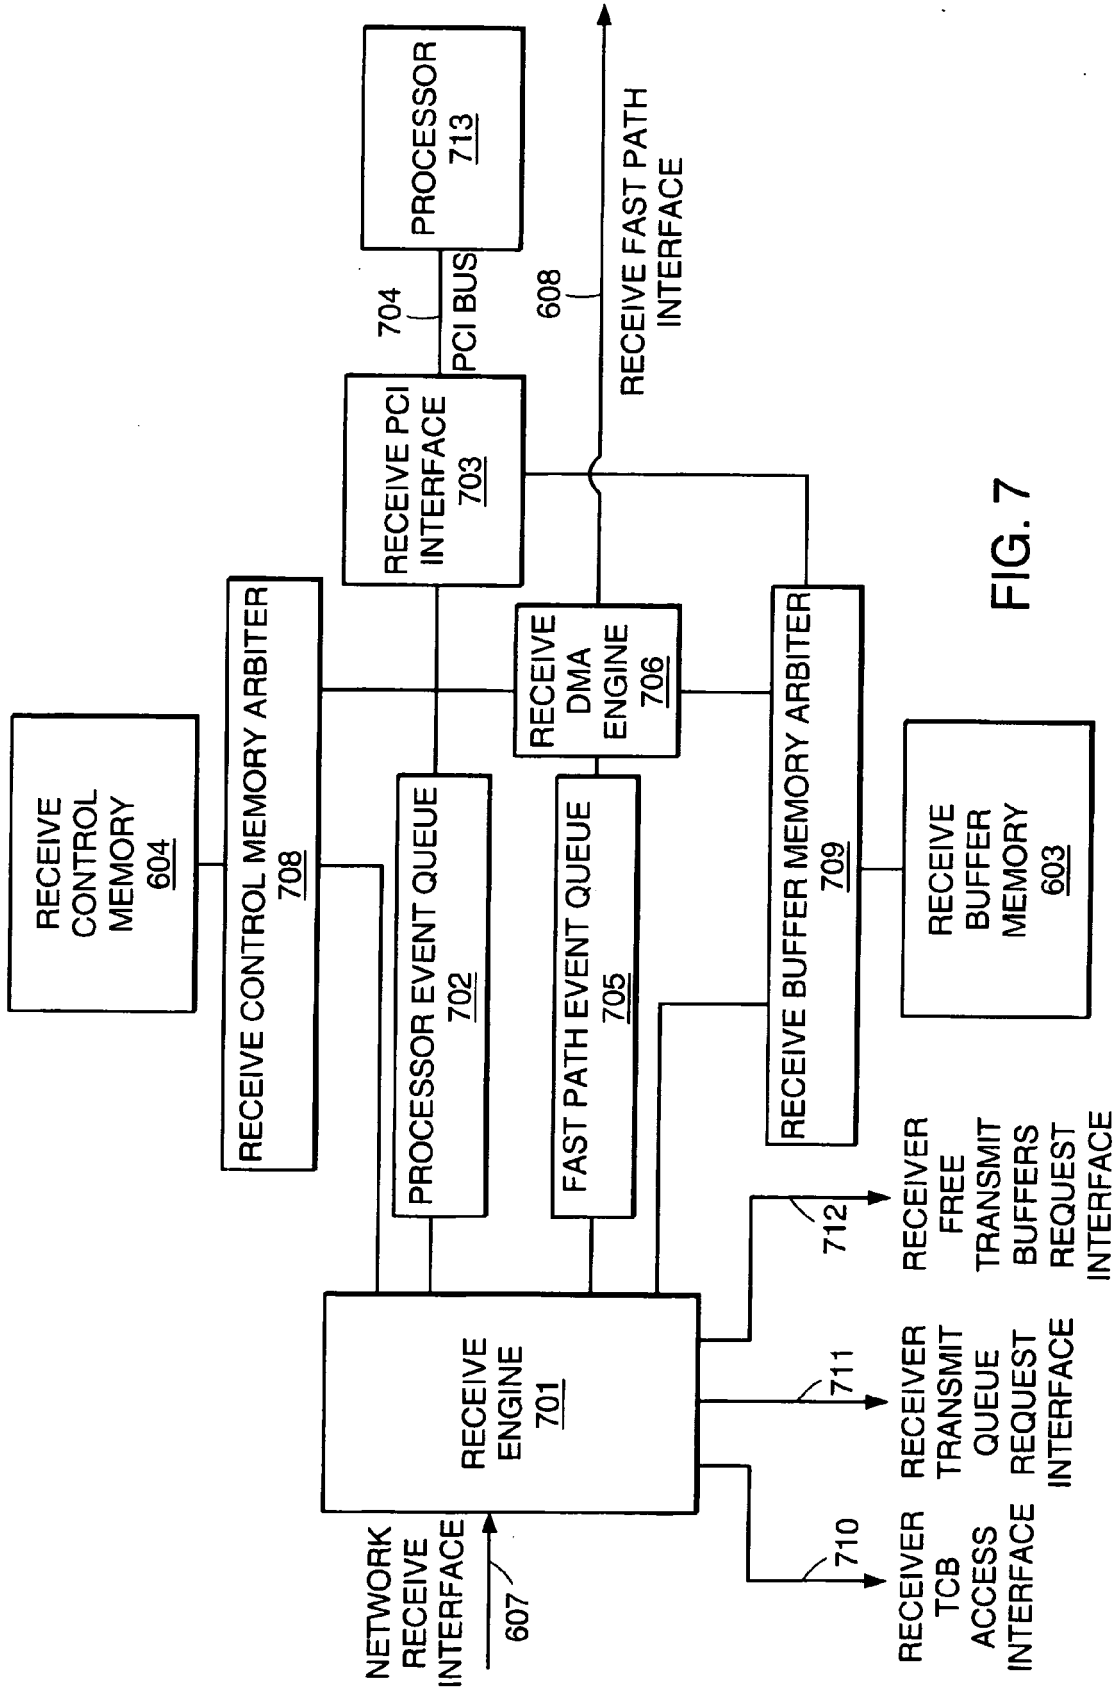 RECEIVE
CONTROL
MEMORY
604
RECEIVE CONTROL MEMORY ARBITER
708
PROCESSOR
713
704
PCI BUS
RECEIVE PCI
INTERFACE
703
PROCESSOR EVENT QUEUE
702
NETWORK
RECEIVE
INTERFACE
607
RECEIVE
ENGINE
701
FAST PATH EVENT QUEUE
705
RECEIVE
DMA
ENGINE
706
608
RECEIVE FAST PATH
INTERFACE
RECEIVE BUFFER MEMORY ARBITER
709
RECEIVE
BUFFER
MEMORY
603
710
RECEIVER
TCB
ACCESS
INTERFACE
711
RECEIVER
TRANSMIT
QUEUE
REQUEST
INTERFACE
712
RECEIVER
FREE
TRANSMIT
BUFFERS
REQUEST
INTERFACE
FIG. 7